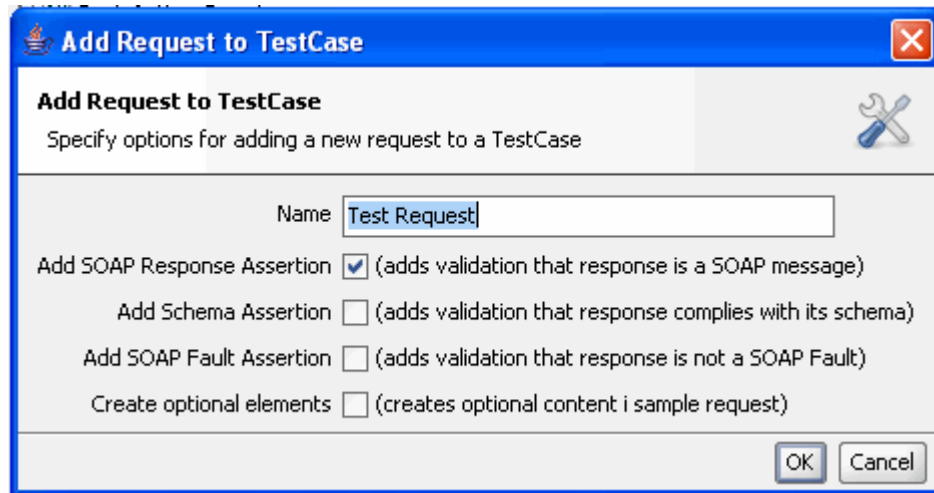 Add Request to TestCase
Add Request to TestCase
Specify options for adding a new request to a TestCase
Name Test Request
Add SOAP Response Assertion (adds validation that response is a SOAP message)
Add Schema Assertion (adds validation that response complies with its schema)
Add SOAP Fault Assertion (adds validation that response is not a SOAP Fault)
Create optional elements (creates optional content i sample request)
OK Cancel